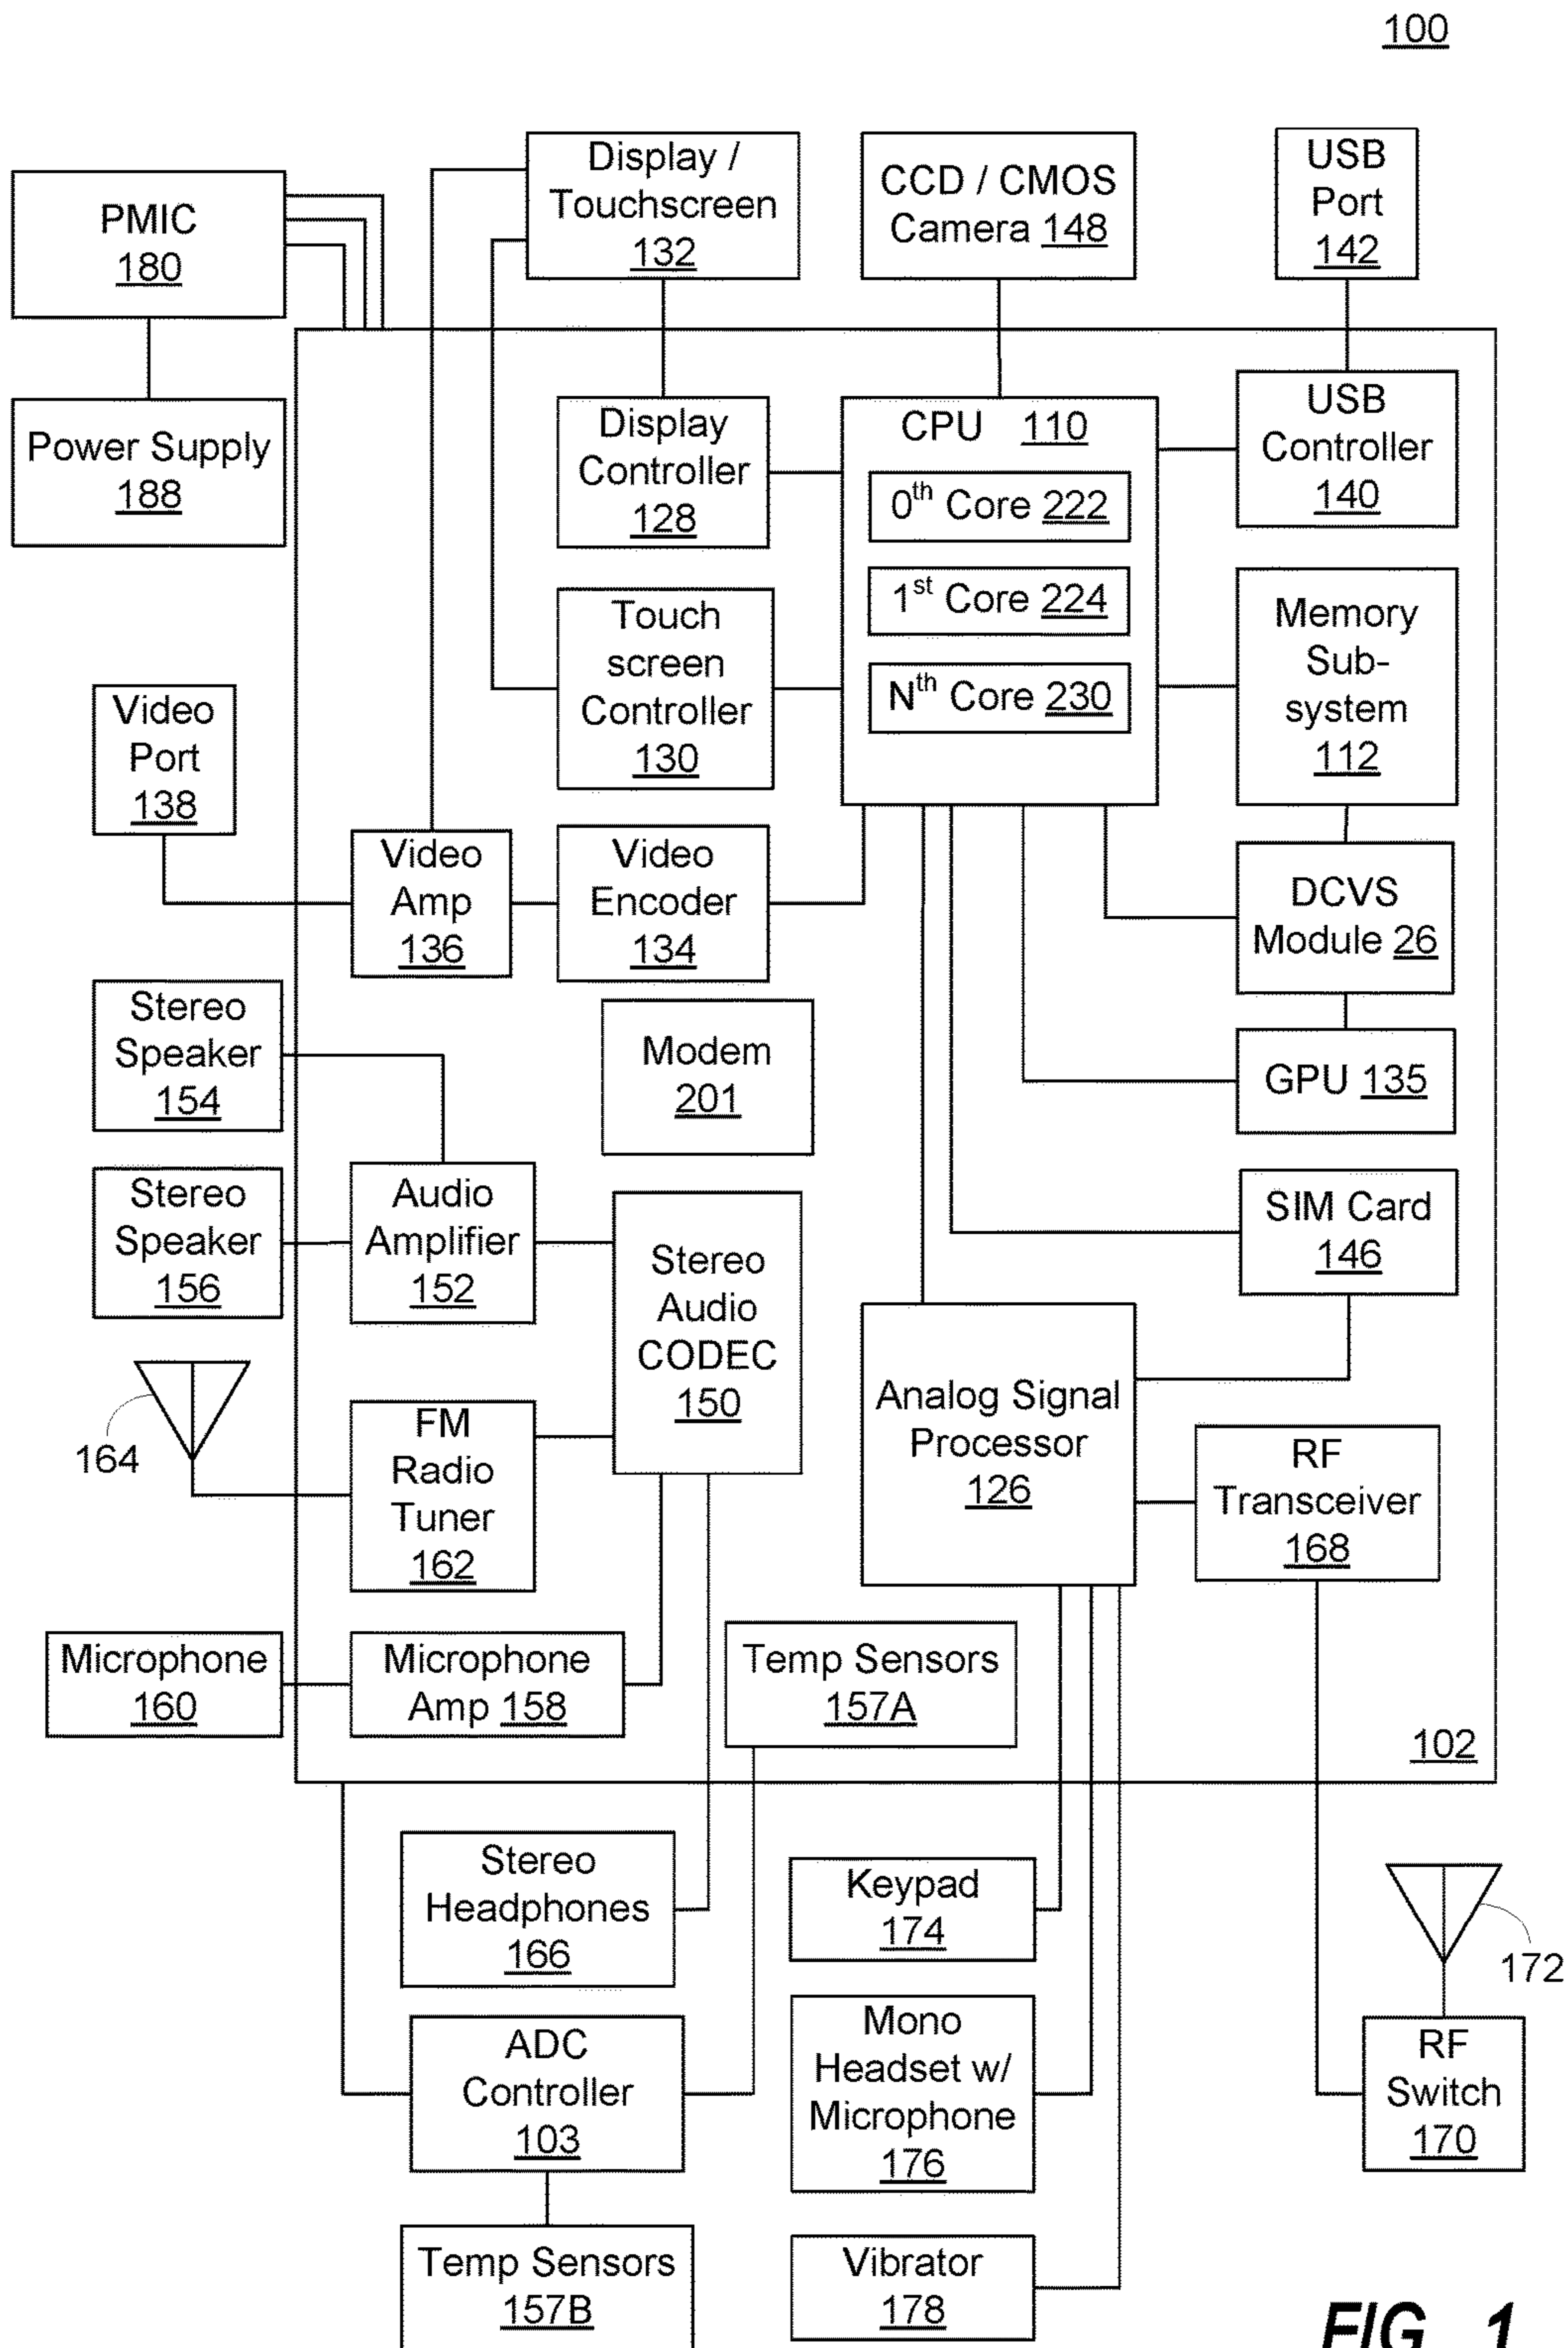 100
PMIC
180
Power Supply
188
Display /
Touchscreen
132
CCD / CMOS
Camera 148
USB
Port
142
Display
Controller
128
CPU 110
0th Core 222
1st Core 224
Nth Core 230
USB
Controller
140
Touch
screen
Controller
130
Memory
Sub-
system
112
Video
Port
138
Video
Amp
136
Video
Encoder
134
DCVS
Module 26
Stereo
Speaker
154
Modem
201
GPU 135
Stereo
Speaker
156
Audio
Amplifier
152
Stereo
Audio
CODEC
150
SIM Card
146
164
FM
Radio
Tuner
162
Analog Signal
Processor
126
RF
Transceiver
168
Microphone
160
Microphone
Amp 158
Temp Sensors
157A
102
Stereo
Headphones
166
Keypad
174
172
ADC
Controller
103
Mono
Headset w/
Microphone
176
RF
Switch
170
Temp Sensors
157B
Vibrator
178
FIG. 1